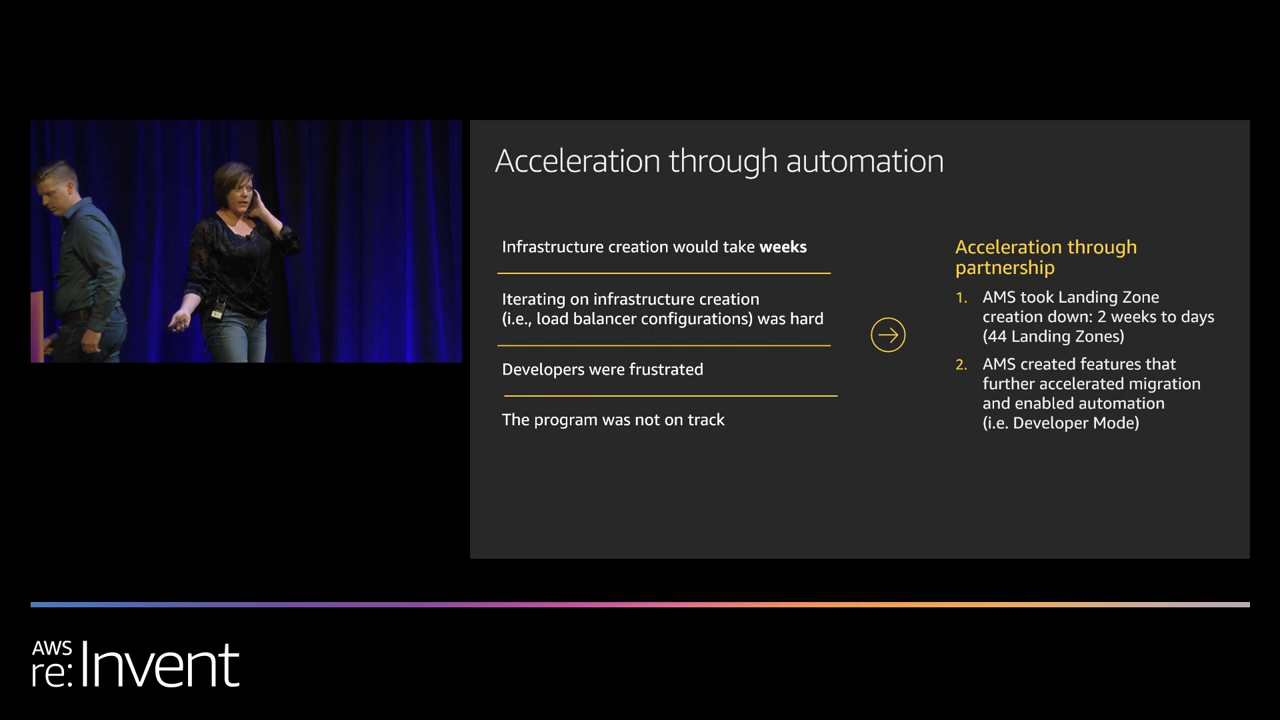 Acceleration through automation
Infrastructure creation would take weeks
Iterating on infrastructure creation
(i.e., load balancer configurations) was hard
Developers were frustrated
The program was not on track
Acceleration through
partnership
1. AMS took Landing Zone
creation down: 2 weeks to days
(44 Landing Zones)
2. AMS created features that
further accelerated migration
and enabled automation
(i.e. Developer Mode)
AWS
re:Invent